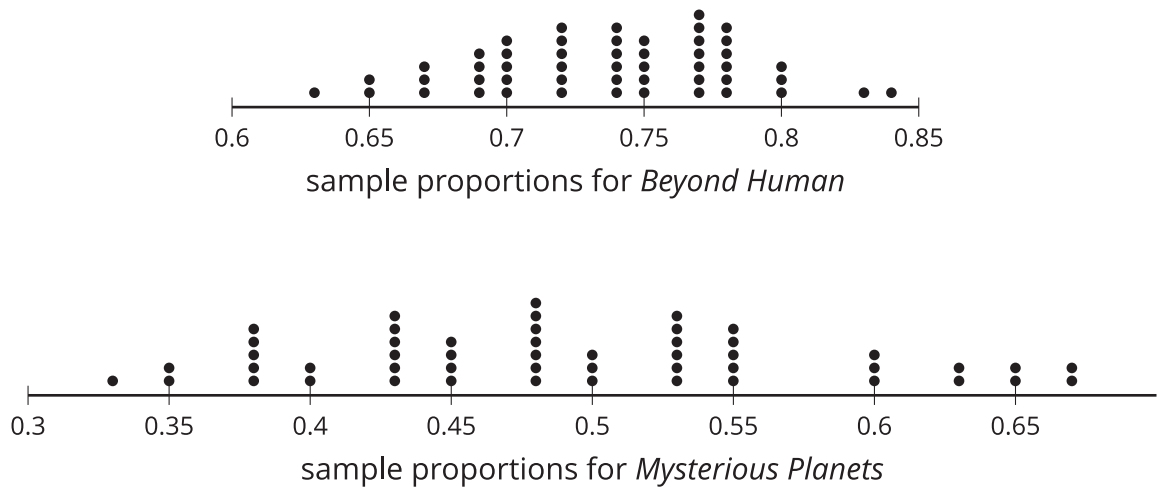 0.6 0.65 0.7 0.75 0.8 0.85
sample proportions for Beyond Human
0.3 0.35 0.4 0.45 0.5 0.55 0.6 0.65
sample proportions for Mysterious Planets